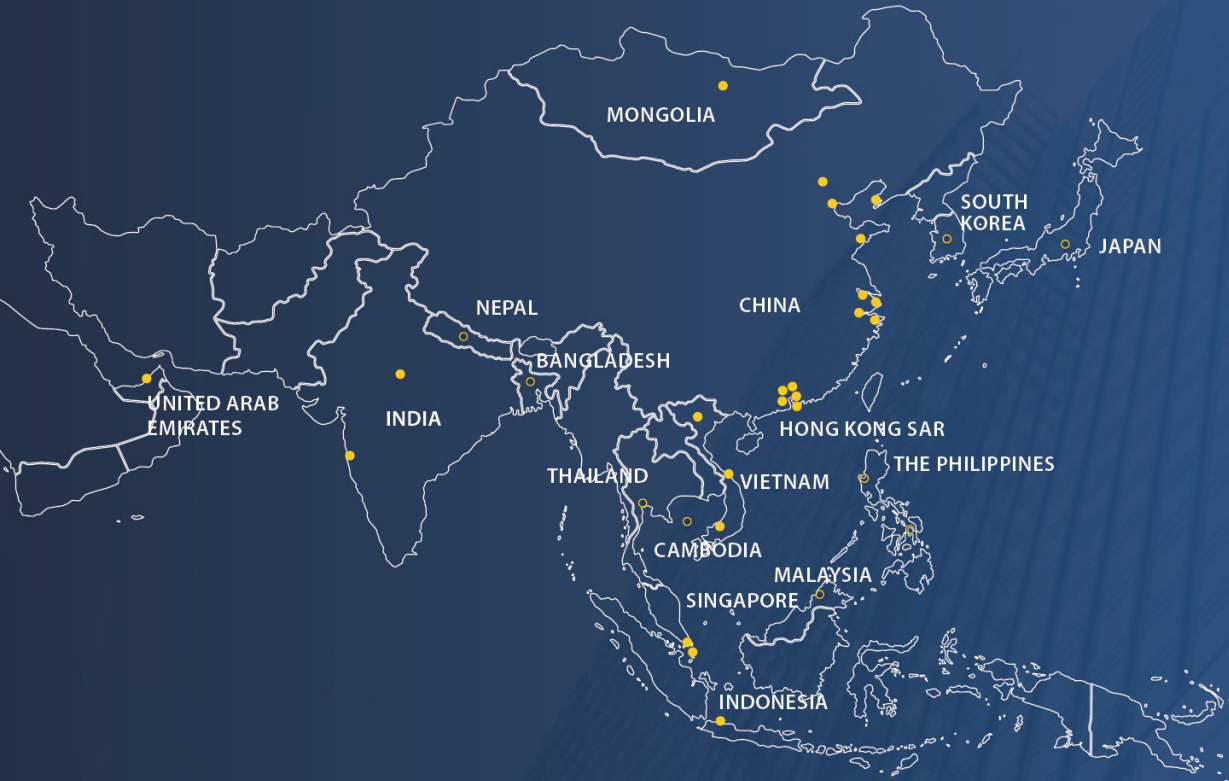 MONGOLIA
SOUTH
KOREA
JAPAN
CHINA
NEPAL
BANGLADESH
UNITED ARAB
EMIRATES
INDIA
HONG KONG SAR
THE PHILIPPINES
THAILAND
VIETNAM
CAMBODIA
MALAYSIA
SINGAPORE
INDONESIA